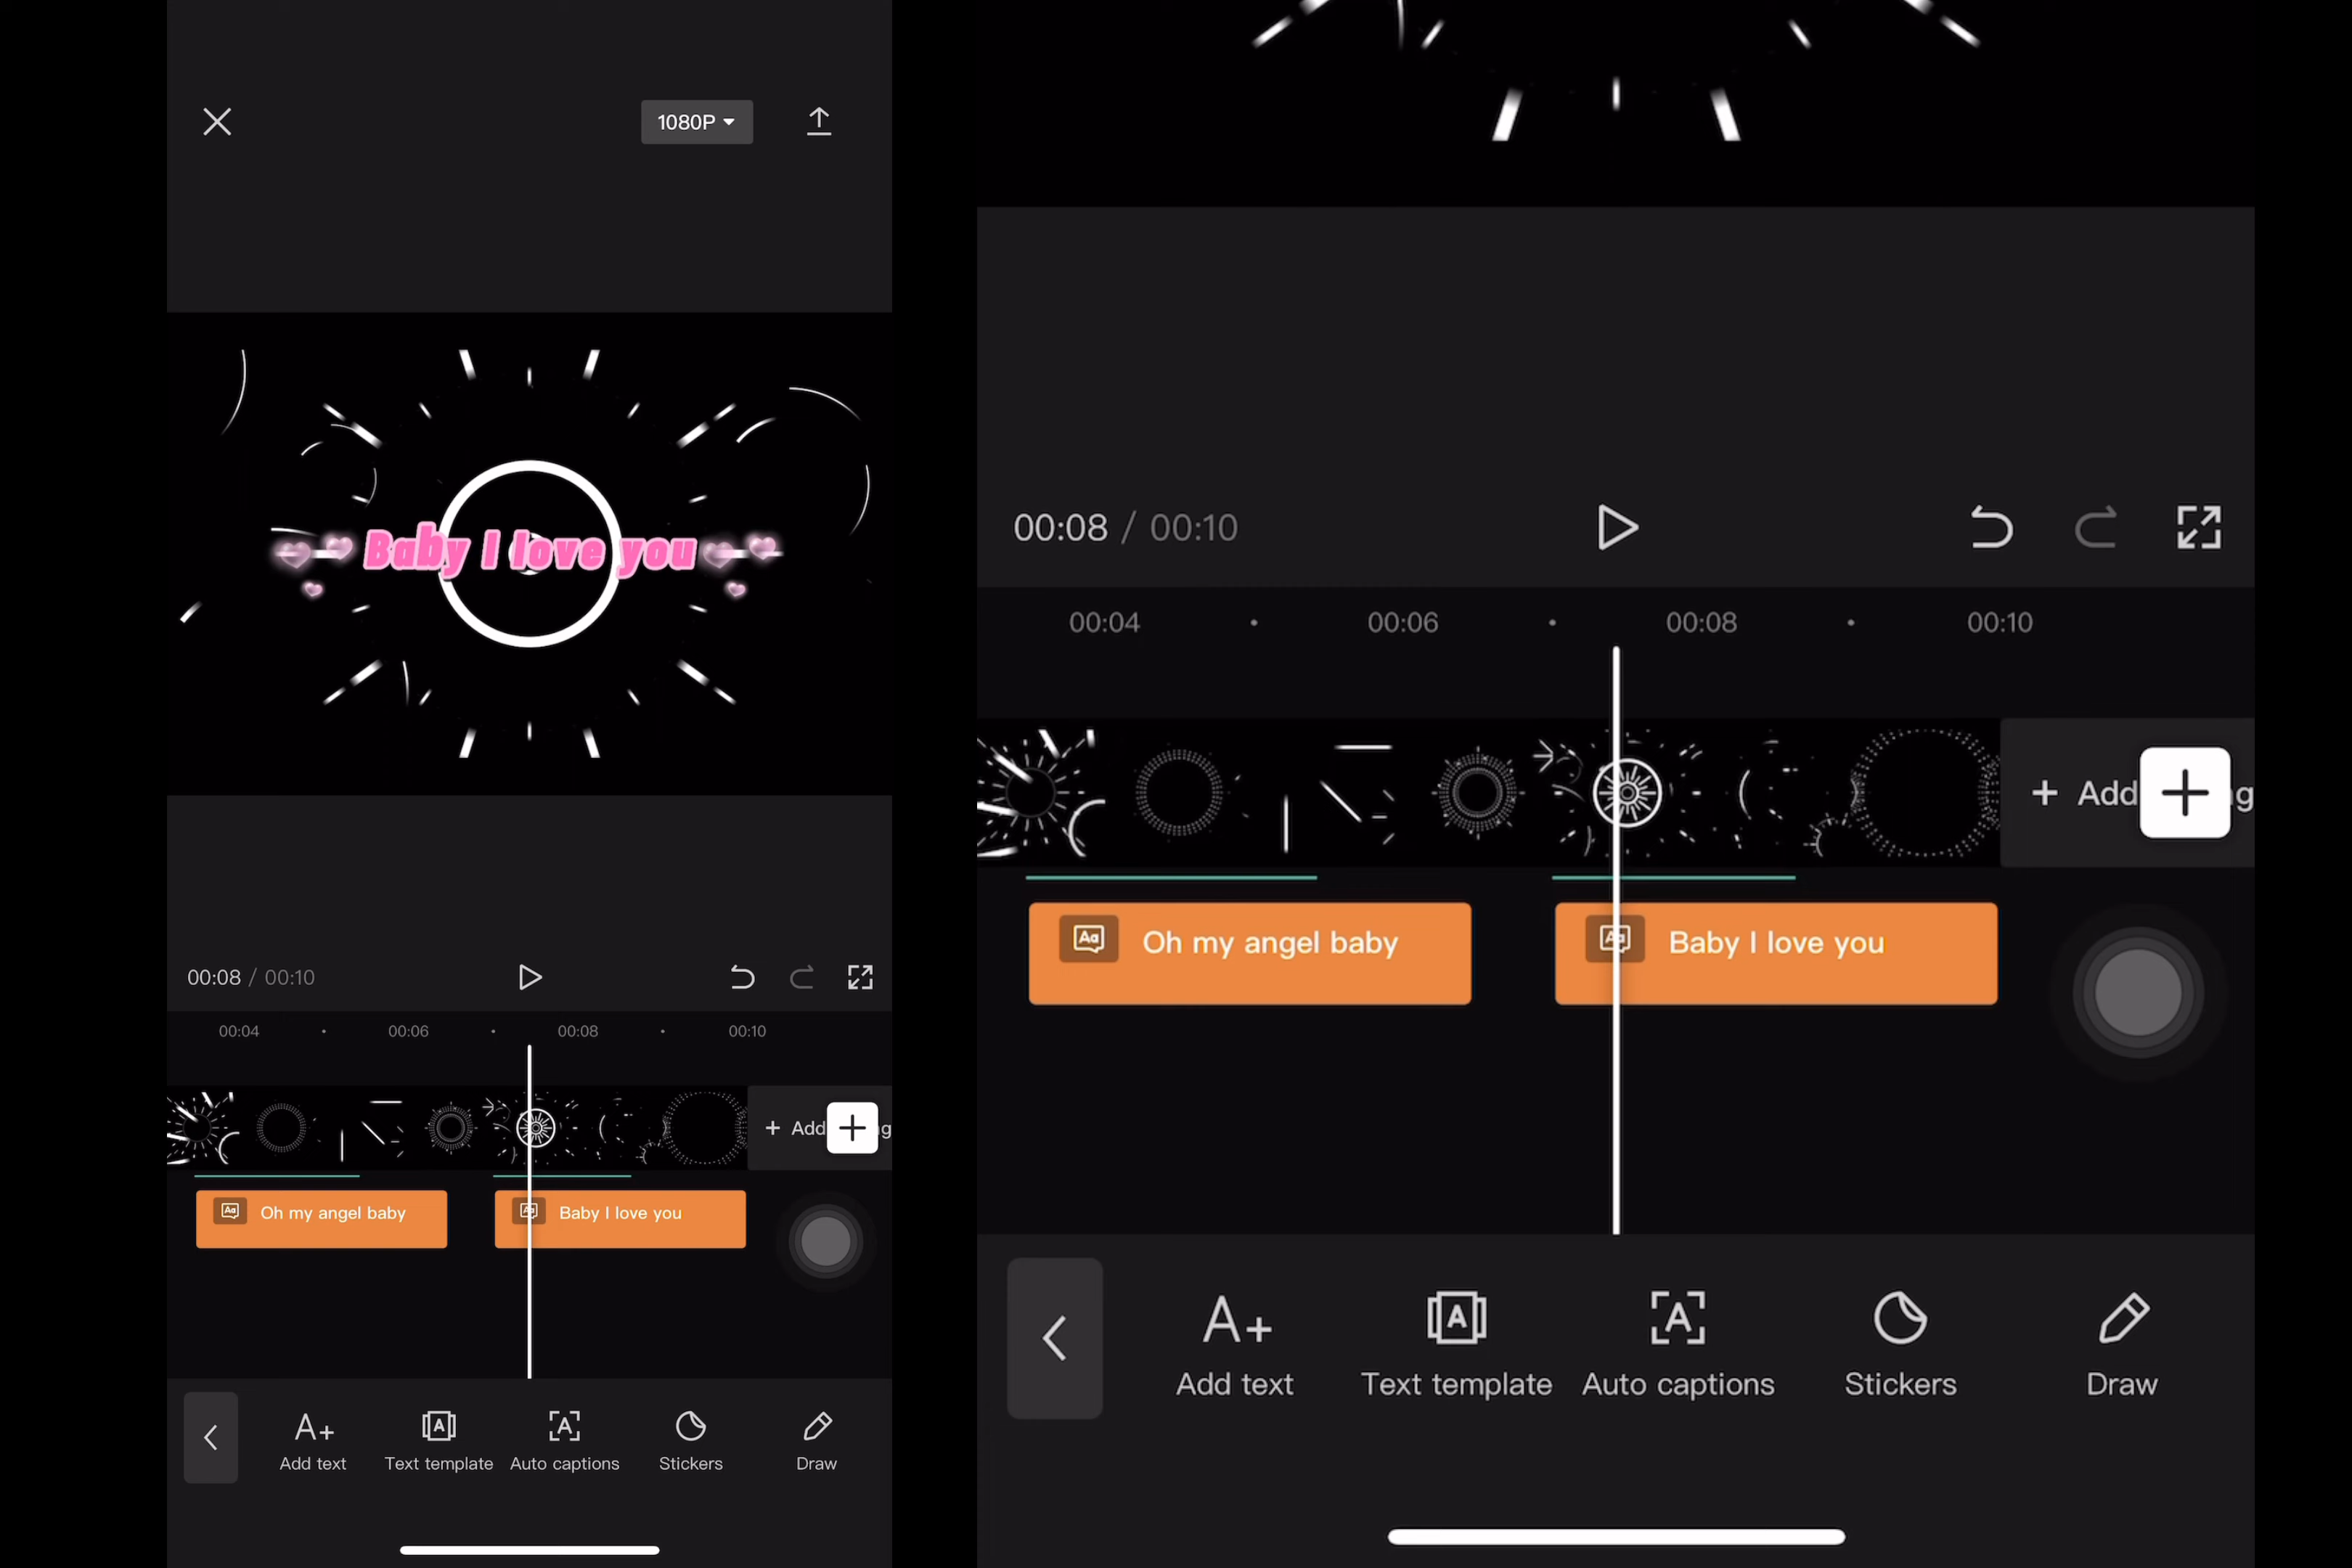 1080P
Baby I love you
00:08 / 00:10
00:04 00:06 00:08 00:10
+ Add g
Oh my angel baby
Baby I love you
Add text
Text template
Auto captions
Stickers
Draw
00:08 / 00:10
00:04 00:06 00:08 00:10
+ Add g
Oh my angel baby
Baby I love you
Add text
Text template
Auto captions
Stickers
Draw